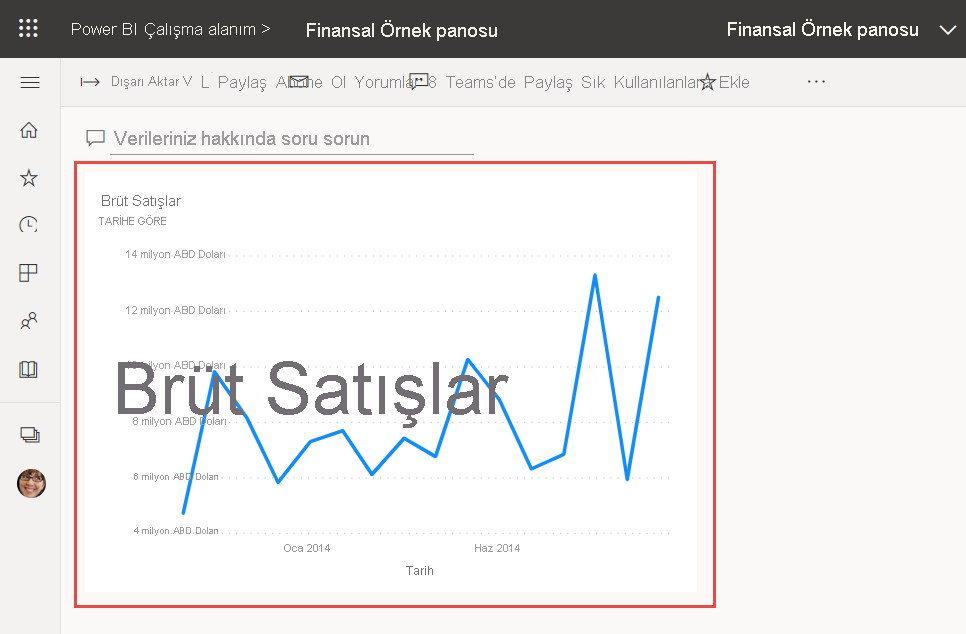 Power BI Çalışma alanım >
Finansal Örnek panosu
Finansal Örnek panosu
Dışarı Aktar V L Paylaş Abone Ol Yorumlar 8 Teams'de Paylaş Sık Kullanılanlara Ekle ...
Verileriniz hakkında soru sorun
Brüt Satışlar
TARİHE GÖRE
14 milyon ABD Doları
12 milyon ABD Doları
milyon ABD Doları
Brüt Satışlar
8 milyon ABD Doları
6 milyon ABD Doları
4 milyon ABD Doları
Oca 2014
Haz 2014
Tarih